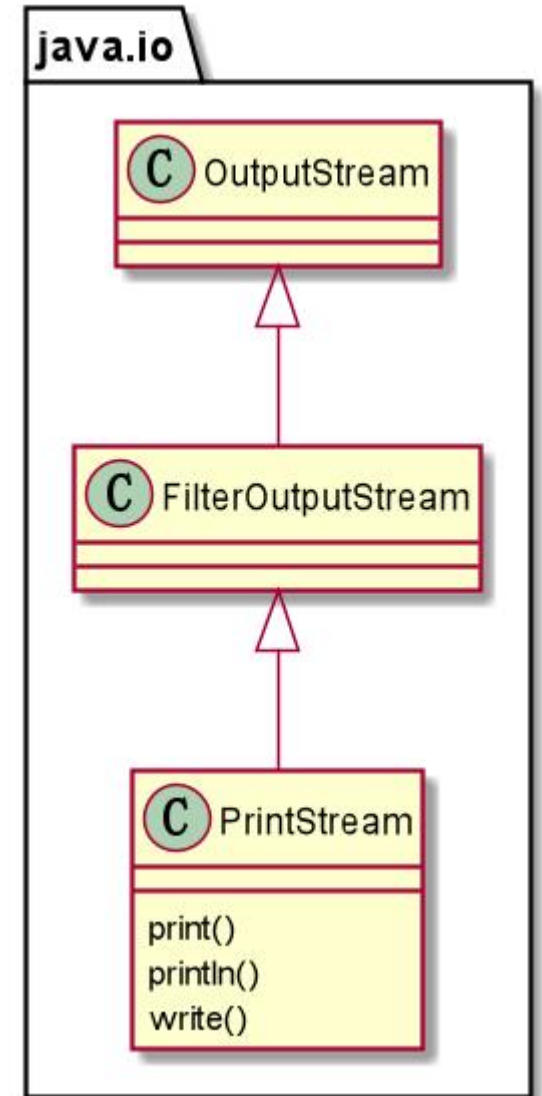 java.io
C OutputStream
C FilterOutputStream
C PrintStream
print()
println()
write()